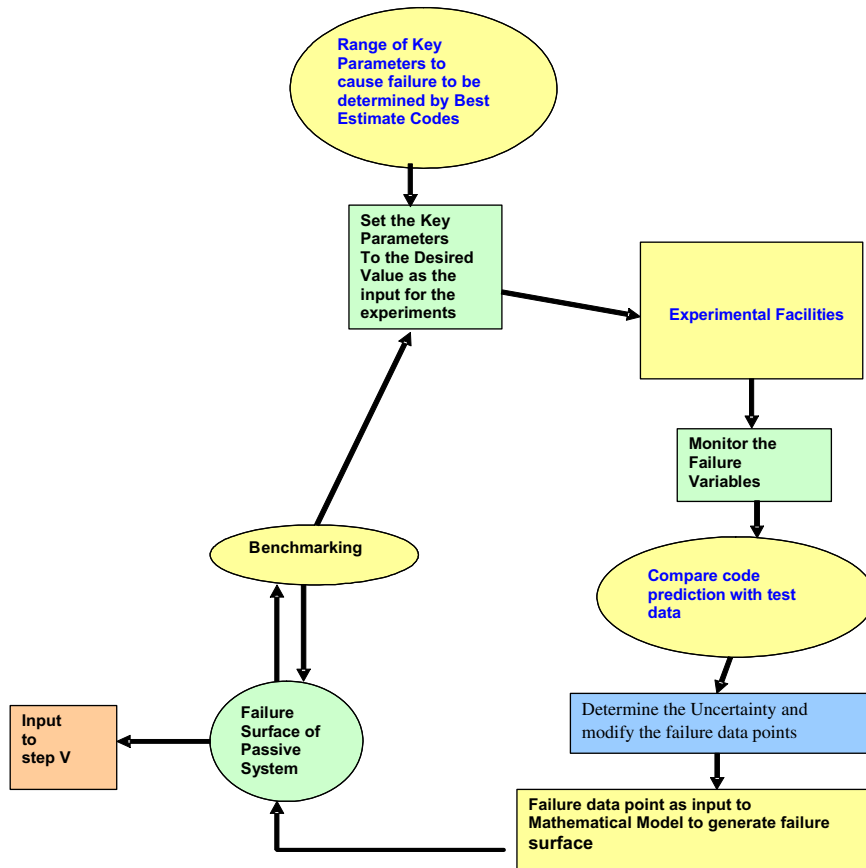 Range of Key
Parameters to
cause failure to be
determined by Best
Estimate Codes
Set the Key
Parameters
To the Desired
Value as the
input for the
experiments
Experimental Facilities
Monitor the
Failure
Variables
Benchmarking
Compare code
prediction with test
data
Determine the Uncertainty and
modify the failure data points
Input
to
step V
Failure
Surface of
Passive
System
Failure data point as input to
Mathematical Model to generate failure
surface